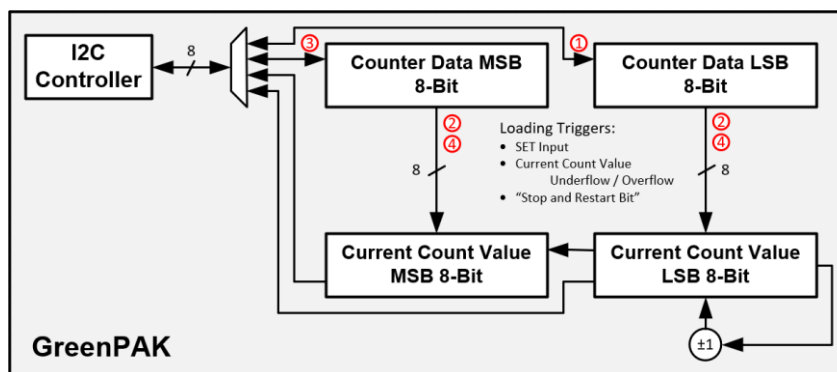 I2C
Controller
8
③
①
Counter Data MSB
8-Bit
Counter Data LSB
8-Bit
②
④
8
Loading Triggers:
• SET Input
• Current Count Value
Underflow / Overflow
• “Stop and Restart Bit”
②
④
8
Current Count Value
MSB 8-Bit
Current Count Value
LSB 8-Bit
±1
GreenPAK